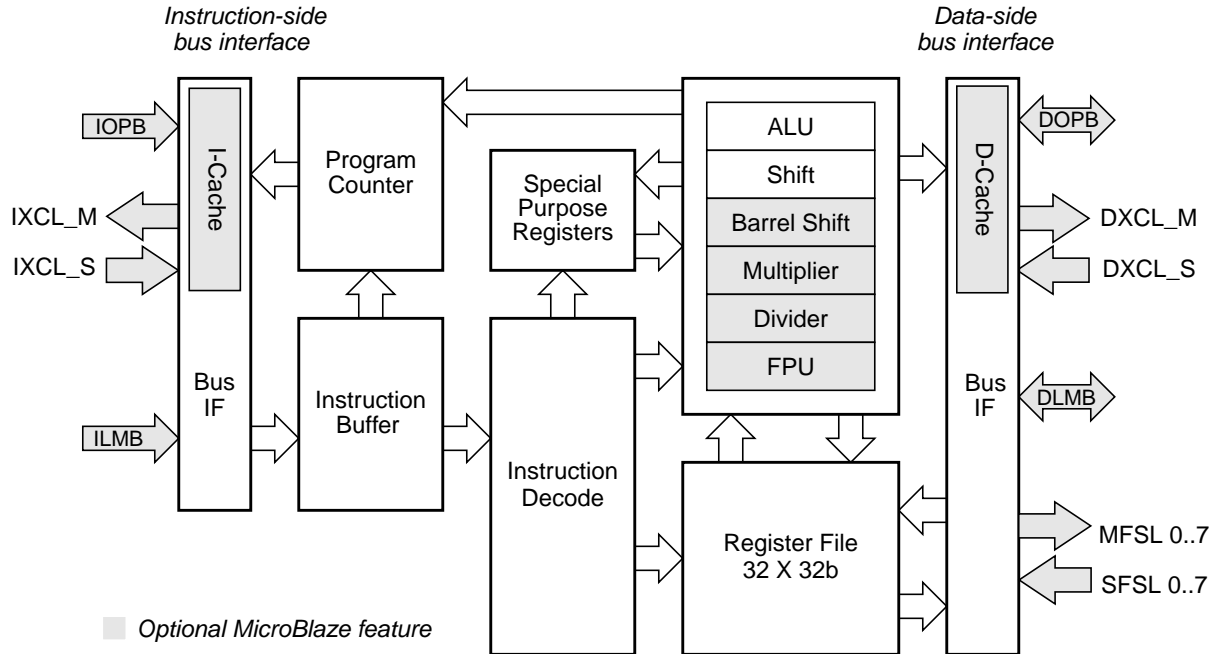 Instruction-side
bus interface
Data-side
bus interface
IOPB
I-Cache
IXCL_M
IXCL_S
Bus
IF
ILMB
Program
Counter
Instruction
Buffer
Special
Purpose
Registers
Instruction
Decode
ALU
Shift
Barrel Shift
Multiplier
Divider
FPU
Register File
32 X 32b
D-Cache
Bus
IF
DOPB
DXCL_M
DXCL_S
DLMB
MFSL 0..7
SFSL 0..7
Optional MicroBlaze feature